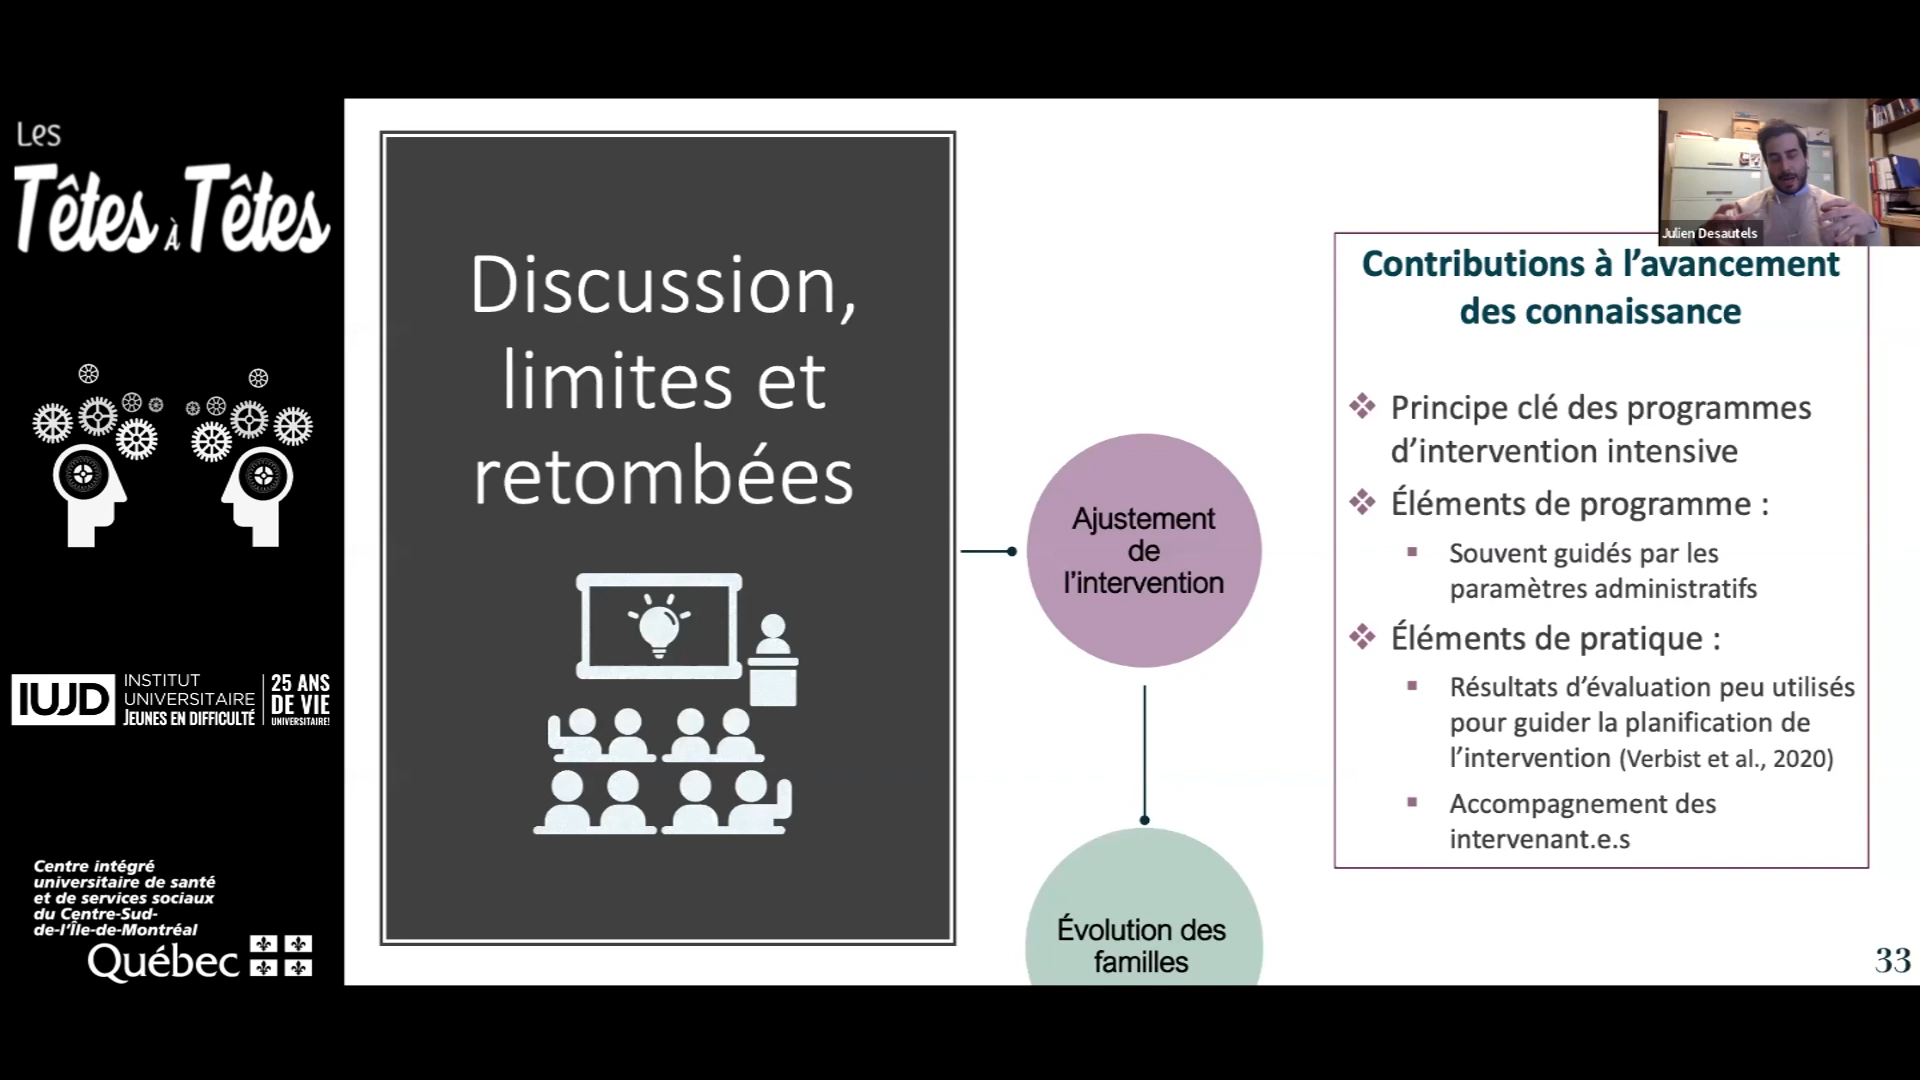 Les
Têtes à Têtes
IUJD
INSTITUT
UNIVERSITAIRE
JEUNES EN DIFFICULTÉ
25 ANS
DE VIE
UNIVERSITAIRE!
Centre intégré
universitaire de santé
et de services sociaux
du Centre-Sud-
de-l'Île-de-Montréal
Québec
Discussion,
limites et
retombées
Ajustement
de
l'intervention
Évolution des
familles
Julien Desautels
Contributions à l'avancement
des connaissance
❖ Principe clé des programmes
d'intervention intensive
❖ Éléments de programme :
▪ Souvent guidés par les
paramètres administratifs
❖ Éléments de pratique :
▪ Résultats d'évaluation peu utilisés
pour guider la planification de
l'intervention (Verbist et al., 2020)
▪ Accompagnement des
intervenant.e.s
33